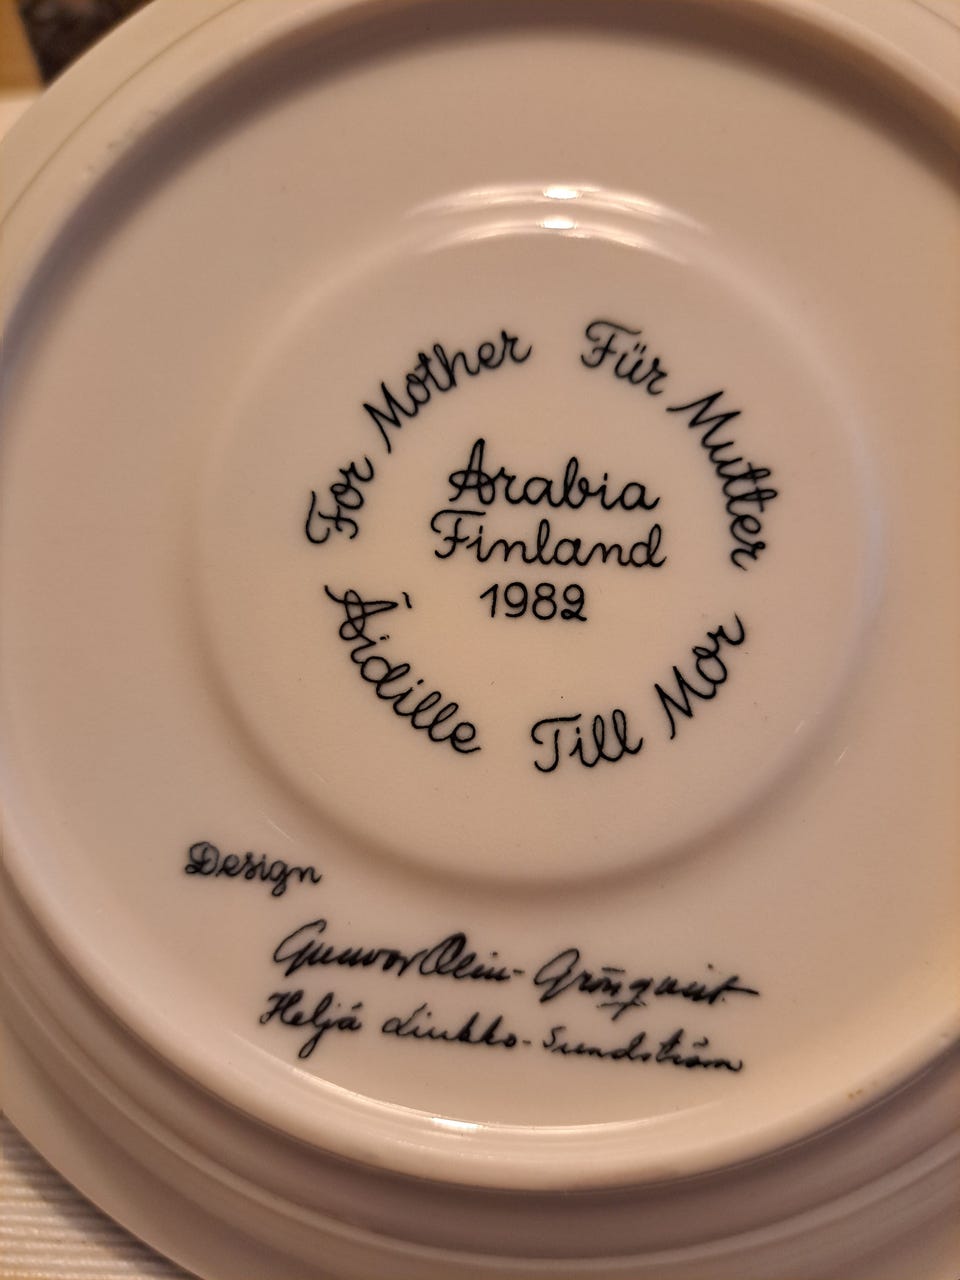 For Mother
Für Mutter
Äidille
Till Mor
Arabia
Finland
1982
Design
Gunvor Olin-Grönqvist
Heljä Liukko-Sundström